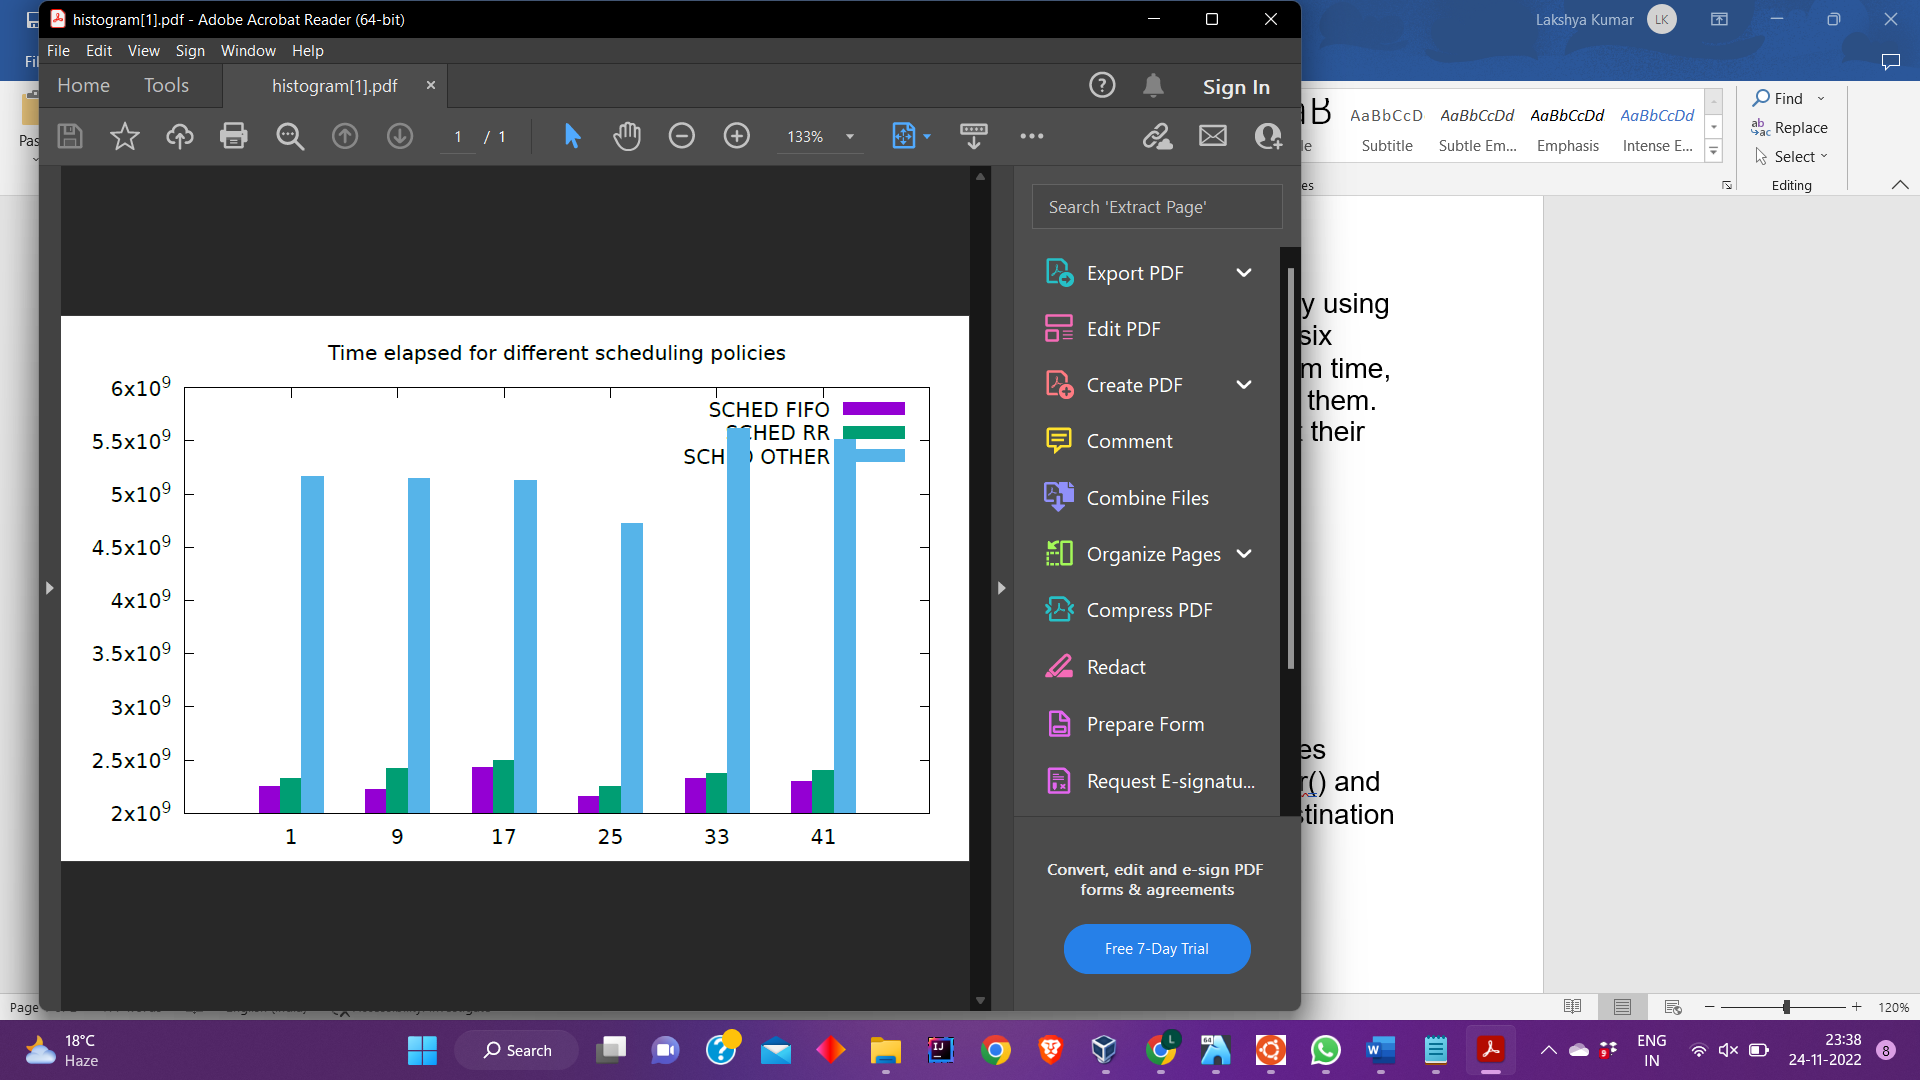 histogram[1].pdf - Adobe Acrobat Reader (64-bit)
File Edit View Sign Window Help
Home Tools histogram[1].pdf × Sign In
1 / 1 133%
Search 'Extract Page'
Export PDF
Edit PDF
Create PDF
Comment
Combine Files
Organize Pages
Compress PDF
Redact
Prepare Form
Request E-signatu...
Convert, edit and e-sign PDF
forms & agreements
Free 7-Day Trial
Time elapsed for different scheduling policies
6x10⁹
5.5x10⁹
5x10⁹
4.5x10⁹
4x10⁹
3.5x10⁹
3x10⁹
2.5x10⁹
2x10⁹
SCHED FIFO
SCHED RR
SCHED OTHER
1 9 17 25 33 41
Lakshya Kumar LK
AaBbCcD AaBbCcDd AaBbCcDd AaBbCcDd
Subtitle Subtle Em... Emphasis Intense E...
Find
Replace
Select
Editing
y using
six
m time,
them.
their
es
r() and
stination
Page
120%
18°C
Haze
Search
ENG
IN
23:38
24-11-2022
8